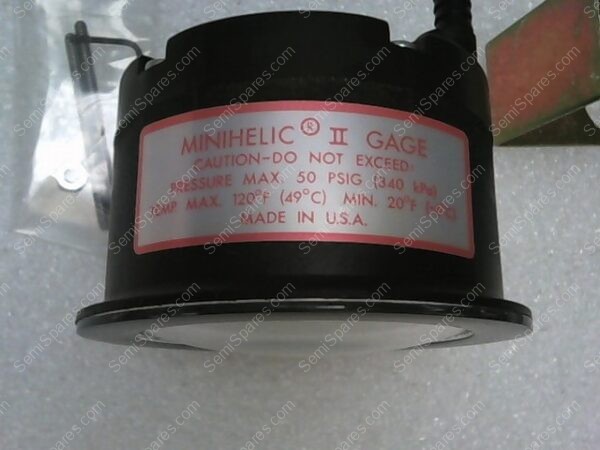 MINIHELIC® II GAGE
CAUTION-DO NOT EXCEED:
PRESSURE MAX. 50 PSIG (340 kPa)
TEMP MAX. 120°F (49°C) MIN. 20°F
MADE IN U.S.A.
SemiSpares.com